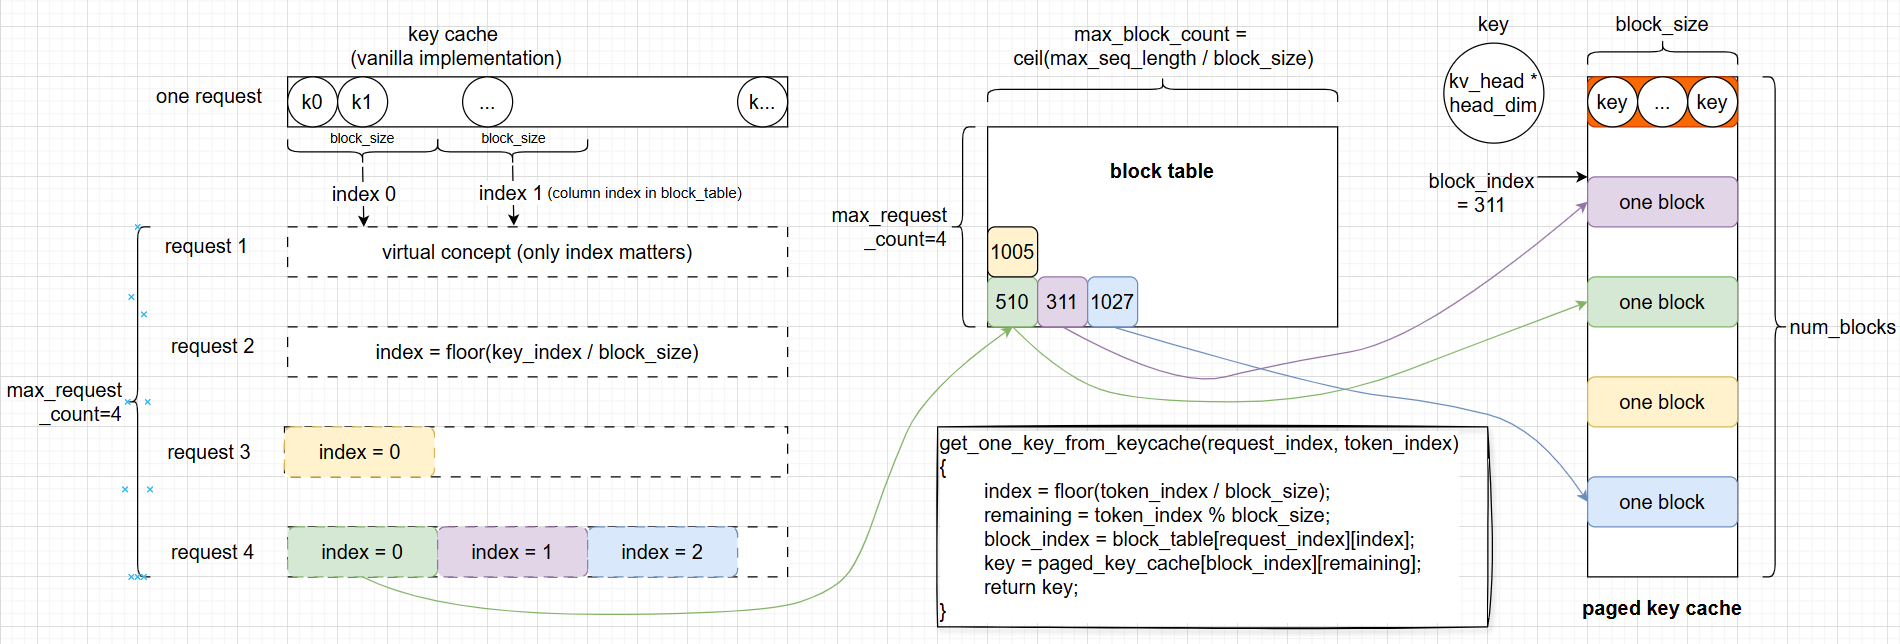 key cache
(vanilla implementation)
one request
k0
k1
...
k...
block_size
block_size
index 0
index 1 (column index in block_table)
request 1
virtual concept (only index matters)
request 2
index = floor(key_index / block_size)
max_request
_count=4
request 3
index = 0
request 4
index = 0
index = 1
index = 2
max_block_count =
ceil(max_seq_length / block_size)
block table
max_request
_count=4
1005
510
311
1027
get_one_key_from_keycache(request_index, token_index)
{
index = floor(token_index / block_size);
remaining = token_index % block_size;
block_index = block_table[request_index][index];
key = paged_key_cache[block_index][remaining];
return key;
}
key
kv_head *
head_dim
block_size
key
...
key
block_index
= 311
one block
one block
one block
one block
num_blocks
paged key cache